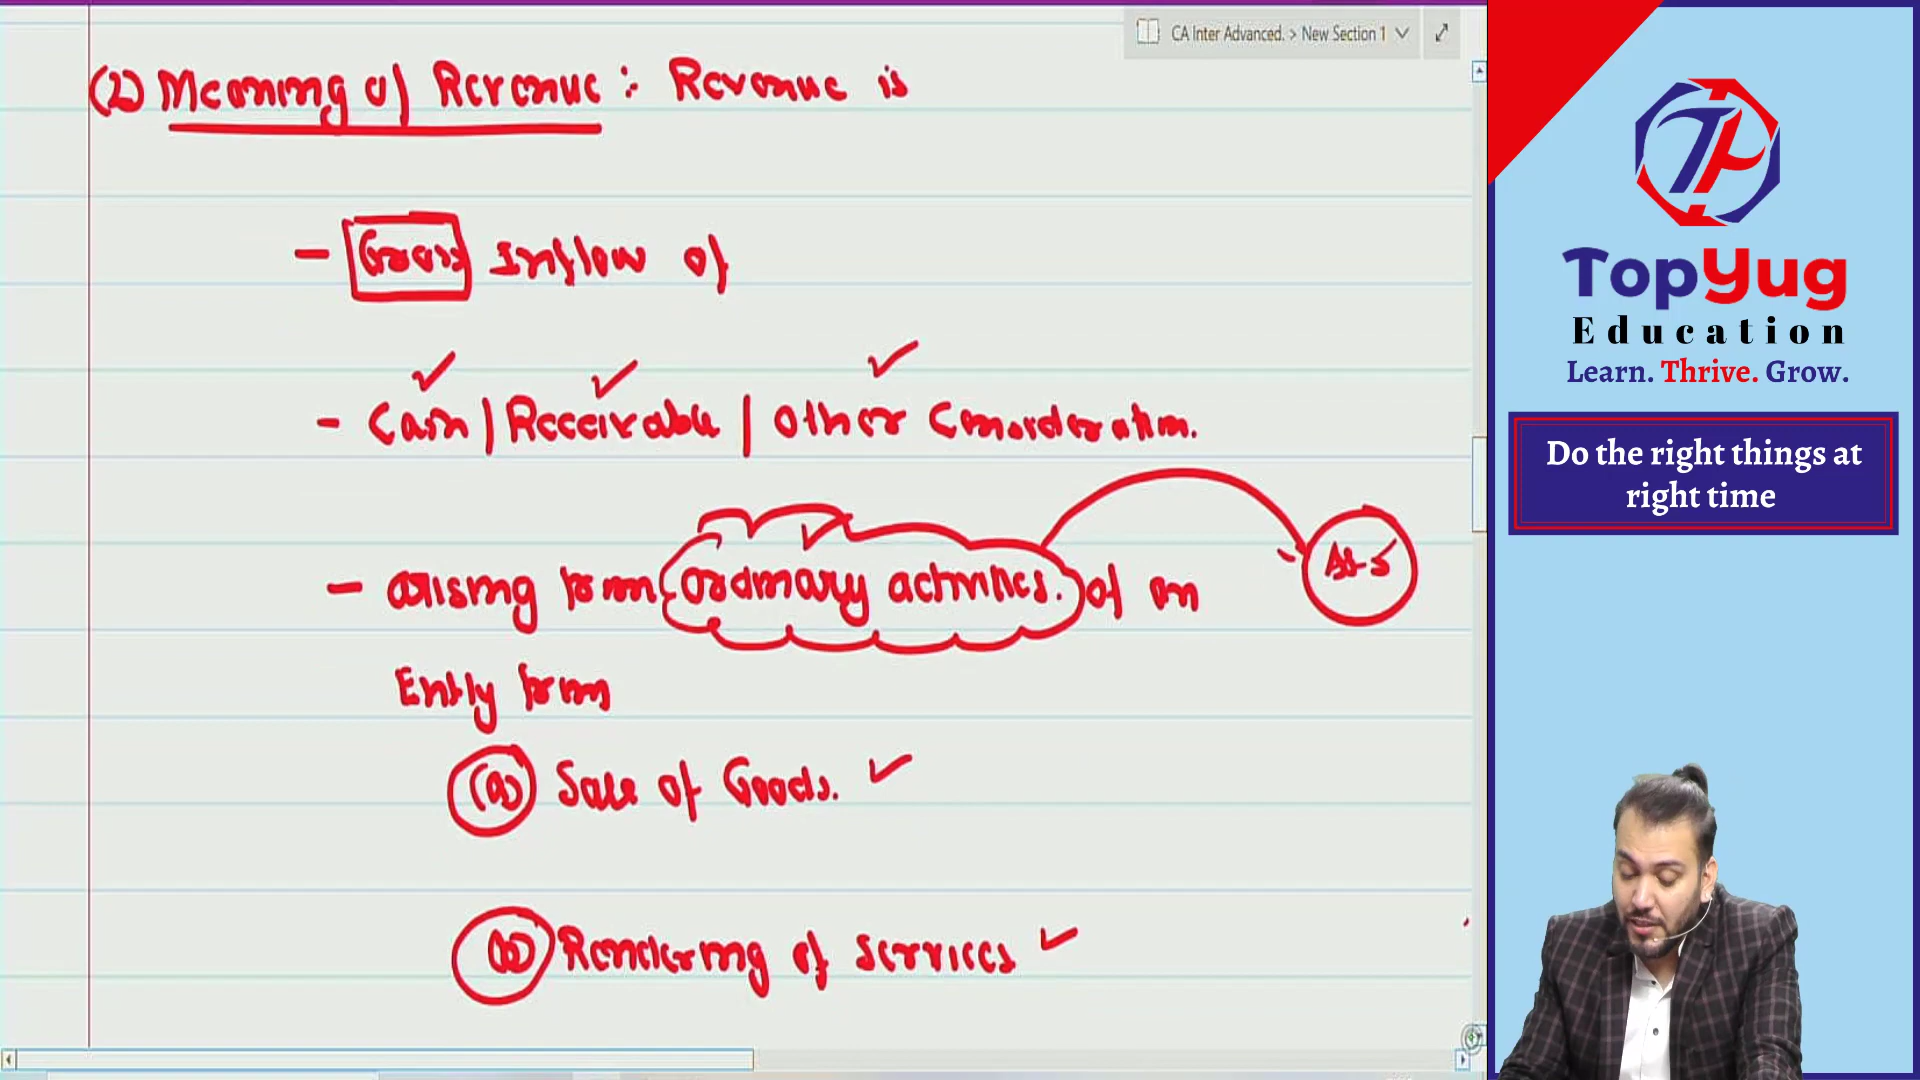 CA Inter Advanced. > New Section 1
(2) Meaning of Revenue : Revenue is
- Gross Inflow of
- Cash / Receivable / Other Consideration.
- arising from ordinary activities. of an
AS-5
Entity from
(a) Sale of Goods.
(b) Rendering of services
TopYug
Education
Learn. Thrive. Grow.
Do the right things at
right time